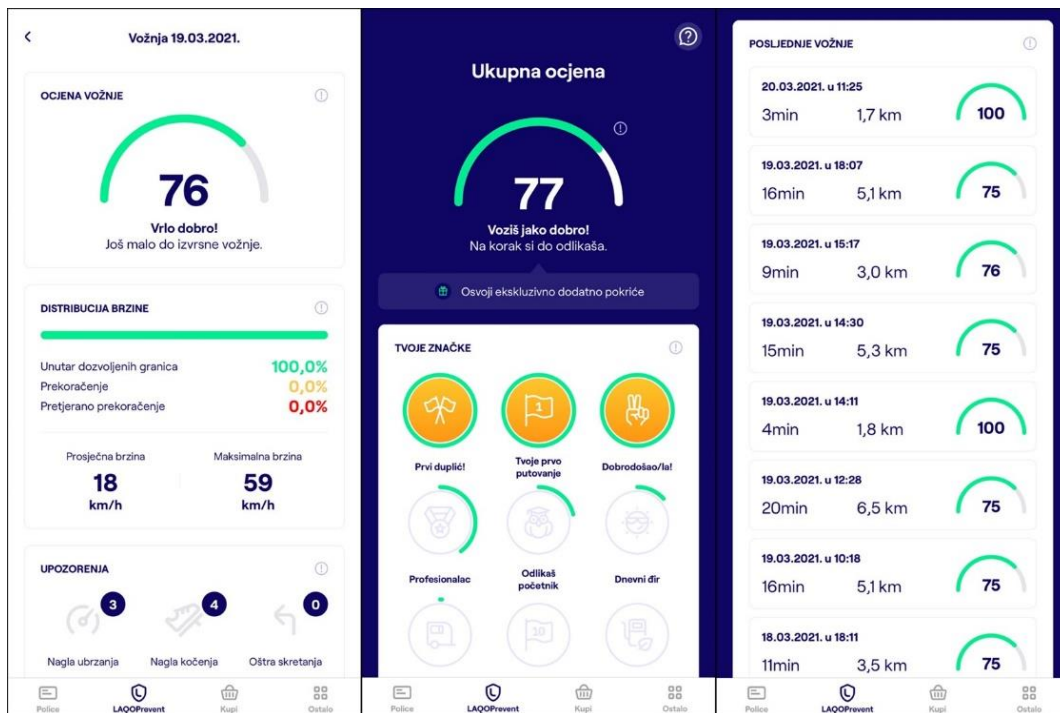 Vožnja 19.03.2021.
OCJENA VOŽNJE
76
Vrlo dobro!
Još malo do izvrsne vožnje.
DISTRIBUCIJA BRZINE
Unutar dozvoljenih granica 100,0%
Prekoračenje 0,0%
Pretjerano prekoračenje 0,0%
Prosječna brzina Maksimalna brzina
18 59
km/h km/h
UPOZORENJA
3 4 0
Nagla ubrzanja Nagla kočenja Oštra skretanja
Police LAQOPrevent Kupi Ostalo
Ukupna ocjena
77
Voziš jako dobro!
Na korak si do odlikaša.
Osvoji ekskluzivno dodatno pokriće
TVOJE ZNAČKE
1
Prvi duplić! Tvoje prvo putovanje Dobrodošao/la!
Profesionalac Odlikaš početnik Dnevni đir
10
Police LAQOPrevent Kupi Ostalo
POSLJEDNJE VOŽNJE
20.03.2021. u 11:25
3min 1,7 km 100
19.03.2021. u 18:07
16min 5,1 km 75
19.03.2021. u 15:17
9min 3,0 km 76
19.03.2021. u 14:30
15min 5,3 km 75
19.03.2021. u 14:11
4min 1,8 km 100
19.03.2021. u 12:28
20min 6,5 km 75
19.03.2021. u 10:18
16min 5,1 km 75
18.03.2021. u 18:11
11min 3,5 km 75
Police LAQOPrevent Kupi Ostalo